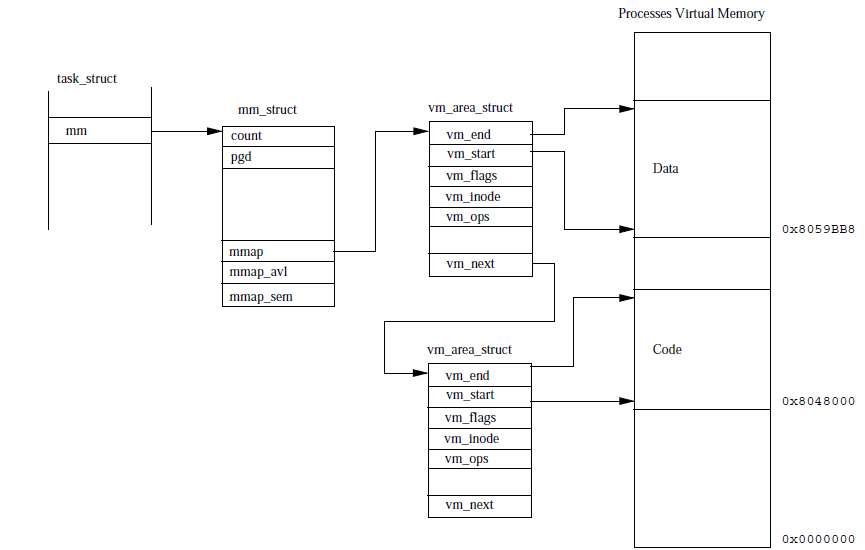 Processes Virtual Memory
task_struct
mm
mm_struct
count
pgd
mmap
mmap_avl
mmap_sem
vm_area_struct
vm_end
vm_start
vm_flags
vm_inode
vm_ops
vm_next
vm_area_struct
vm_end
vm_start
vm_flags
vm_inode
vm_ops
vm_next
Data
0x8059BB8
Code
0x8048000
0x0000000